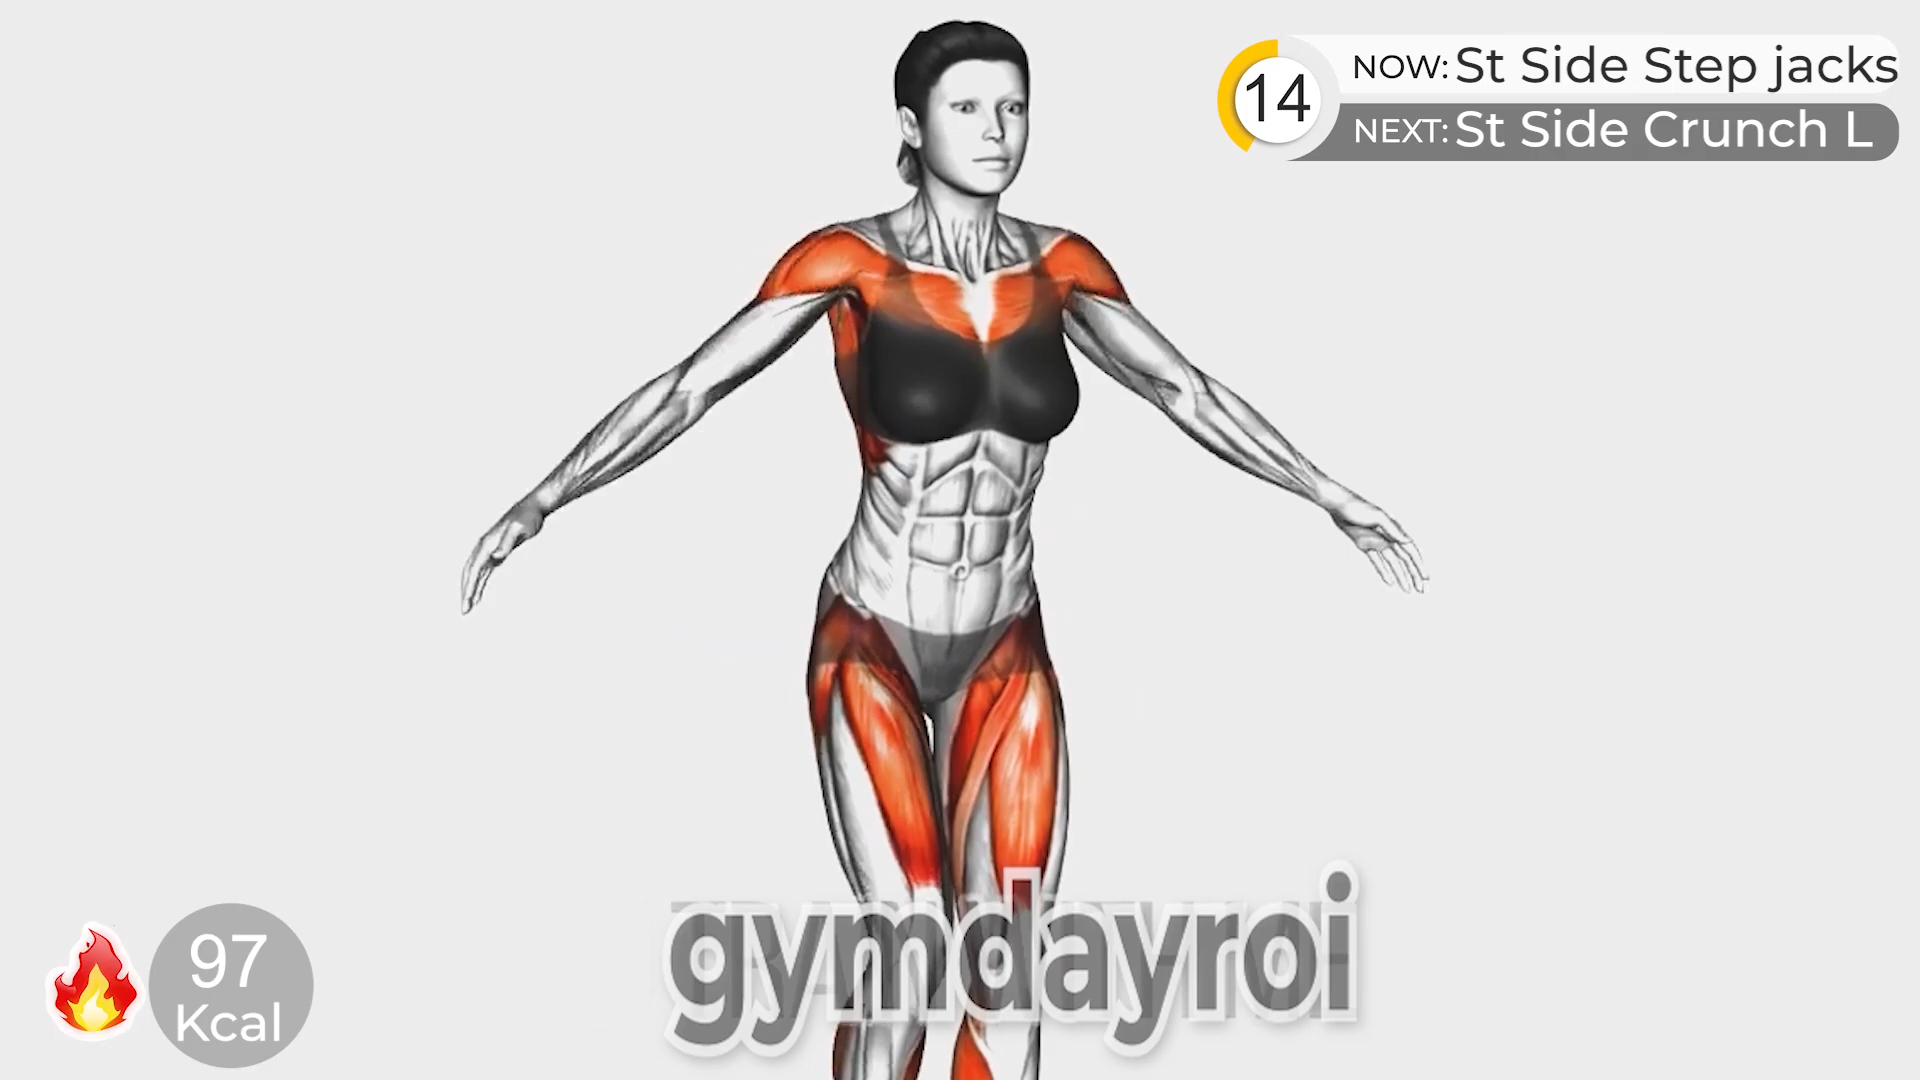 14
NOW: St Side Step jacks
NEXT: St Side Crunch L
97
Kcal
gymdayroi